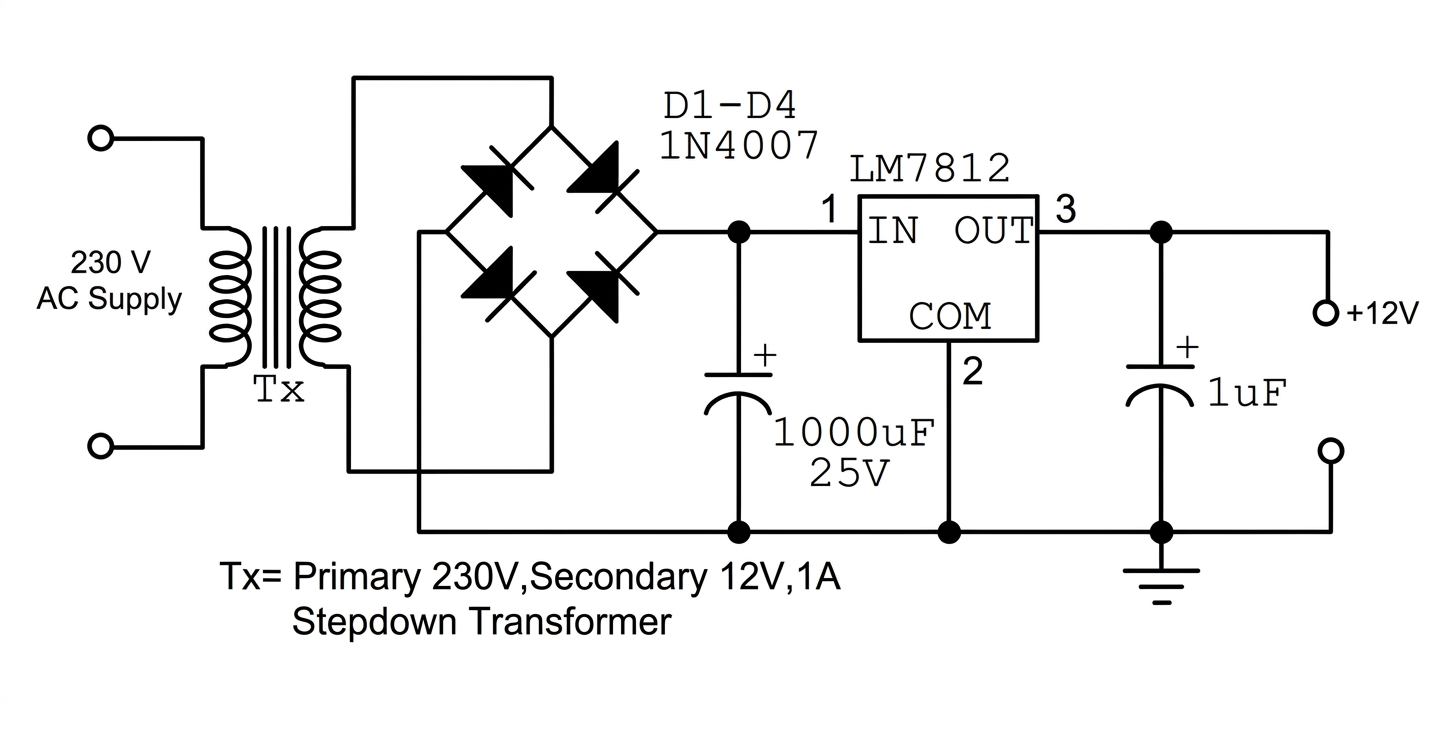 D1-D4
1N4007
LM7812
1
IN
OUT
3
COM
2
230 V
AC Supply
Tx
+
1000uF
25V
+
1uF
+12V
Tx= Primary 230V,Secondary 12V,1A
Stepdown Transformer